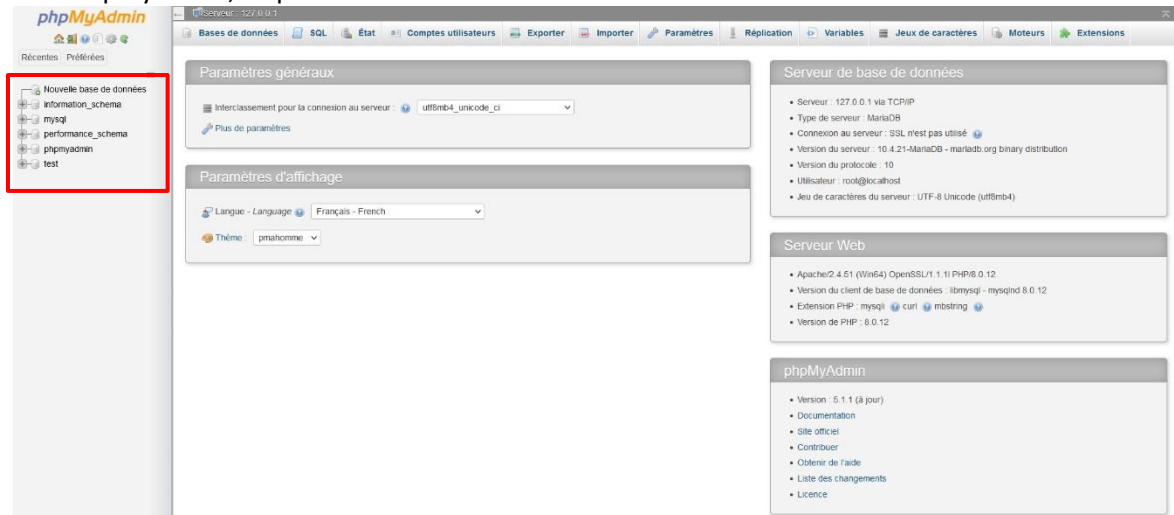 phpMyAdmin
Récentes Préférées
Nouvelle base de données
information_schema
mysql
performance_schema
phpmyadmin
test
Serveur : 127.0.0.1
Bases de données SQL État Comptes utilisateurs Exporter Importer Paramètres Réplication Variables Jeux de caractères Moteurs Extensions
Paramètres généraux
Interclassement pour la connexion au serveur : utf8mb4_unicode_ci
Plus de paramètres
Paramètres d'affichage
Langue - Language Français - French
Thème : pmahomme
Serveur de base de données
• Serveur : 127.0.0.1 via TCP/IP
• Type de serveur : MariaDB
• Connexion au serveur : SSL n'est pas utilisé
• Version du serveur : 10.4.21-MariaDB - mariadb.org binary distribution
• Version du protocole : 10
• Utilisateur : root@localhost
• Jeu de caractères du serveur : UTF-8 Unicode (utf8mb4)
Serveur Web
• Apache/2.4.51 (Win64) OpenSSL/1.1.1l PHP/8.0.12
• Version du client de base de données : libmysql - mysqlnd 8.0.12
• Extension PHP : mysqli curl mbstring
• Version de PHP : 8.0.12
phpMyAdmin
• Version : 5.1.1 (à jour)
• Documentation
• Site officiel
• Contribuer
• Obtenir de l'aide
• Liste des changements
• Licence